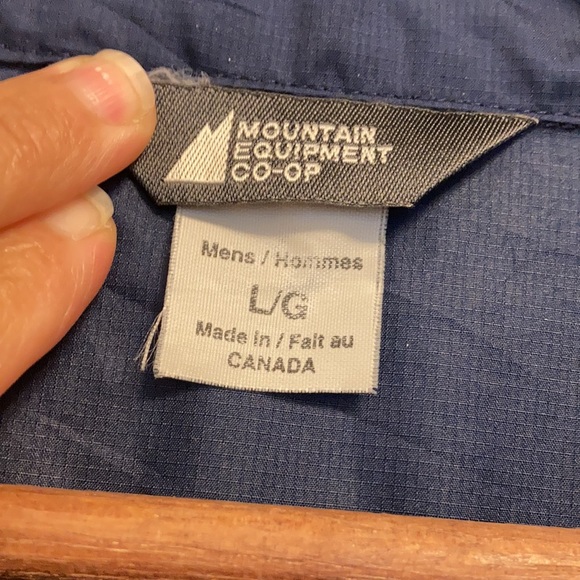 MOUNTAIN
EQUIPMENT
CO-OP
Mens / Hommes
L/G
Made in / Fait au
CANADA